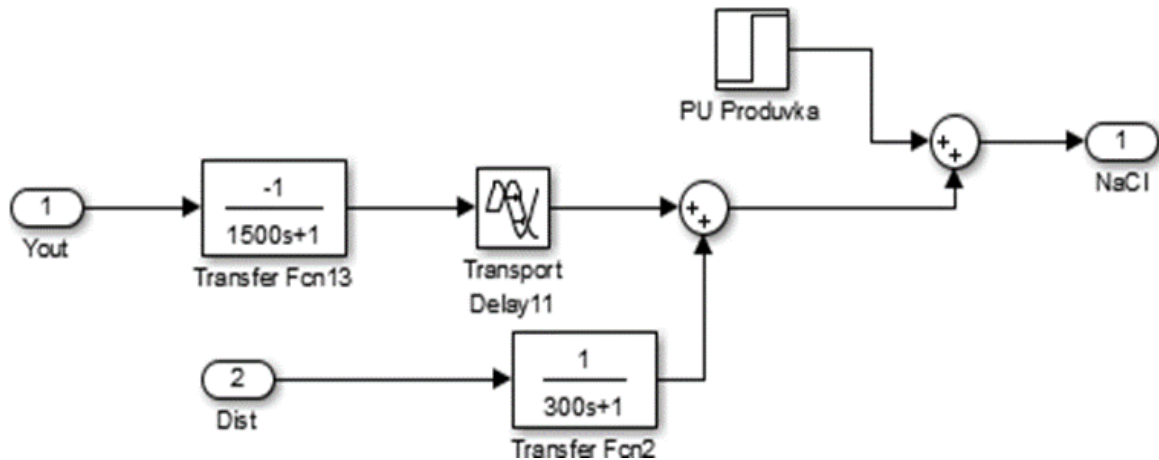 PU Produvka
+
+
1
NaCl
1
Yout
-1
1500s+1
Transfer Fcn13
Transport
Delay11
+
+
2
Dist
1
300s+1
Transfer Fcn2